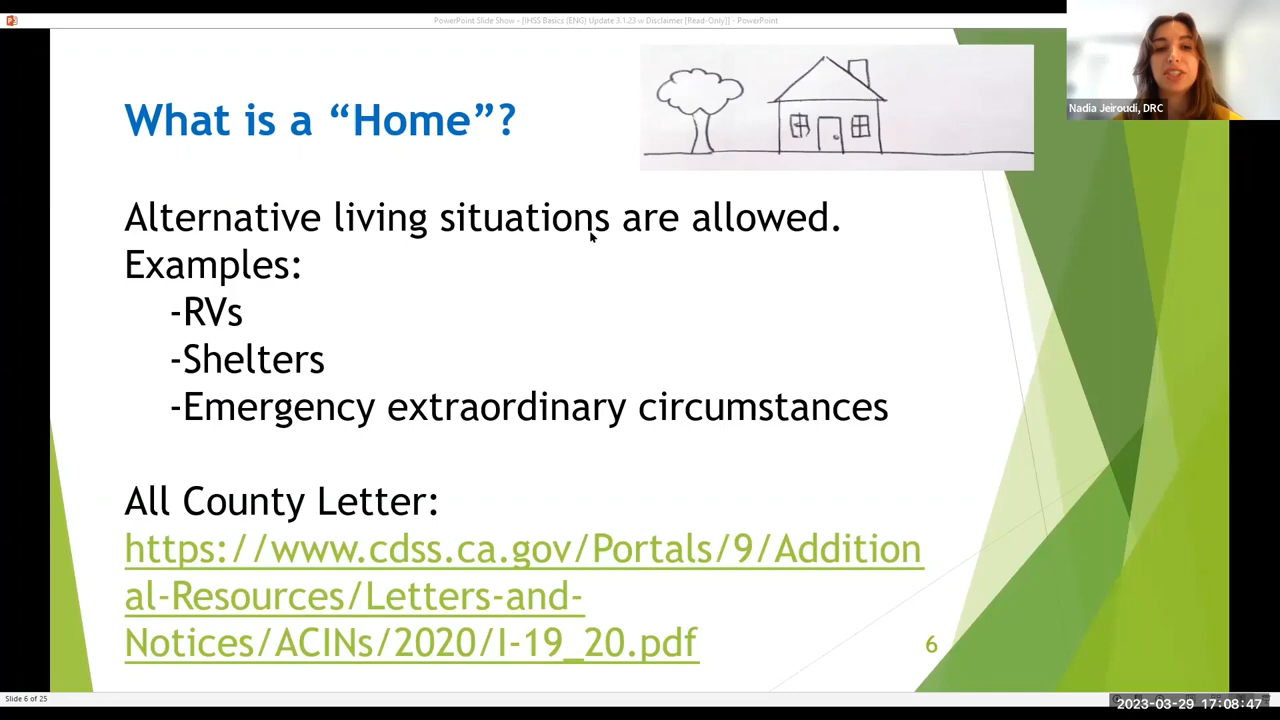 PowerPoint Slide Show - [IHSS Basics (ENG) Update 3.1.23 w Disclaimer [Read-Only]] - PowerPoint
Nadia Jeiroudi, DRC
What is a “Home”?
Alternative living situations are allowed.
Examples:
-RVs
-Shelters
-Emergency extraordinary circumstances
All County Letter:
https://www.cdss.ca.gov/Portals/9/Addition
al-Resources/Letters-and-
Notices/ACINs/2020/I-19_20.pdf
6
Slide 6 of 25
2023-03-29 17:08:47